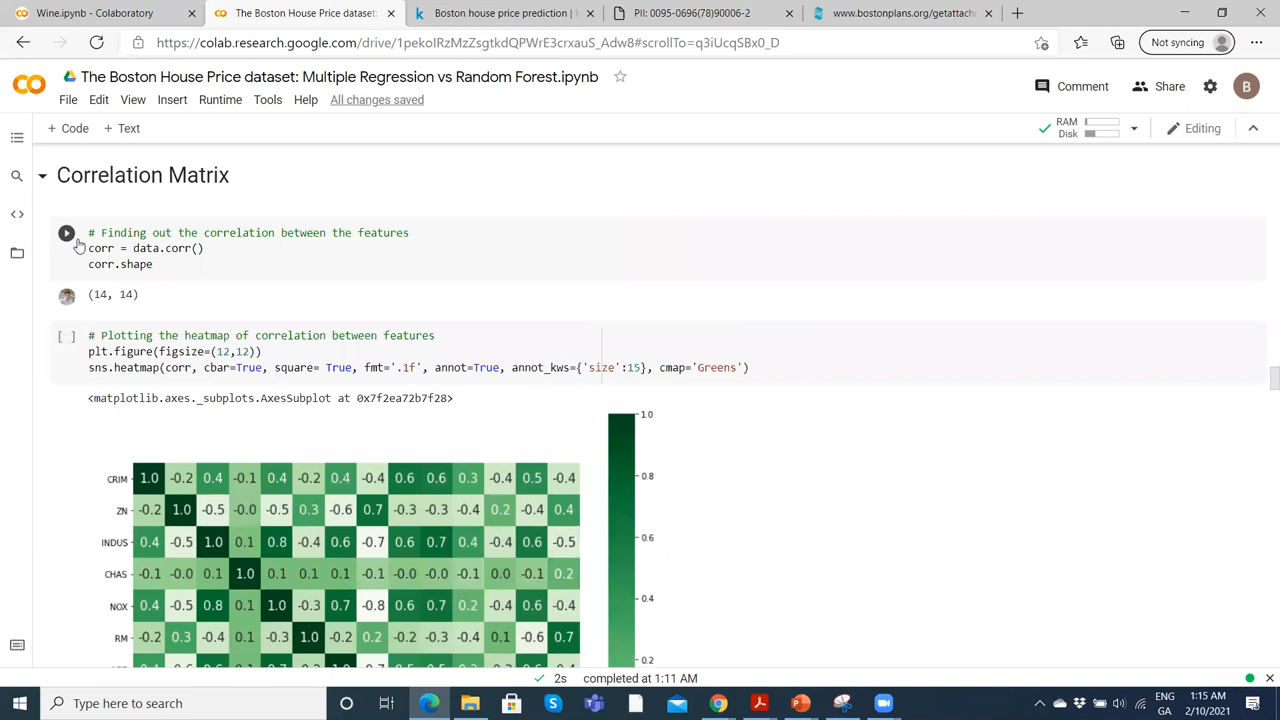 Wine.ipynb - Colaboratory
The Boston House Price dataset:
Boston house price prediction |
PII: 0095-0696(78)90006-2
www.bostonplans.org/getattachm
https://colab.research.google.com/drive/1pekoIRzMzZsgtkdQPWrE3crxauS_Adw8#scrollTo=q3iUcqSBx0_D
Not syncing
The Boston House Price dataset: Multiple Regression vs Random Forest.ipynb
Comment
Share
B
File Edit View Insert Runtime Tools Help All changes saved
+ Code + Text
RAM
Disk
Editing
Correlation Matrix
# Finding out the correlation between the features
corr = data.corr()
corr.shape
(14, 14)
[ ]
# Plotting the heatmap of correlation between features
plt.figure(figsize=(12,12))
sns.heatmap(corr, cbar=True, square= True, fmt='.1f', annot=True, annot_kws={'size':15}, cmap='Greens')
<matplotlib.axes._subplots.AxesSubplot at 0x7f2ea72b7f28>
1.0
0.8
0.6
0.4
0.2
CRIM 1.0 -0.2 0.4 -0.1 0.4 -0.2 0.4 -0.4 0.6 0.6 0.3 -0.4 0.5 -0.4
ZN -0.2 1.0 -0.5 -0.0 -0.5 0.3 -0.6 0.7 -0.3 -0.3 -0.4 0.2 -0.4 0.4
INDUS 0.4 -0.5 1.0 0.1 0.8 -0.4 0.6 -0.7 0.6 0.7 0.4 -0.4 0.6 -0.5
CHAS -0.1 -0.0 0.1 1.0 0.1 0.1 0.1 -0.1 -0.0 -0.0 -0.1 0.0 -0.1 0.2
NOX 0.4 -0.5 0.8 0.1 1.0 -0.3 0.7 -0.8 0.6 0.7 0.2 -0.4 0.6 -0.4
RM -0.2 0.3 -0.4 0.1 -0.3 1.0 -0.2 0.2 -0.2 -0.3 -0.4 0.1 -0.6 0.7
2s completed at 1:11 AM
Type here to search
ENG
GA
1:15 AM
2/10/2021